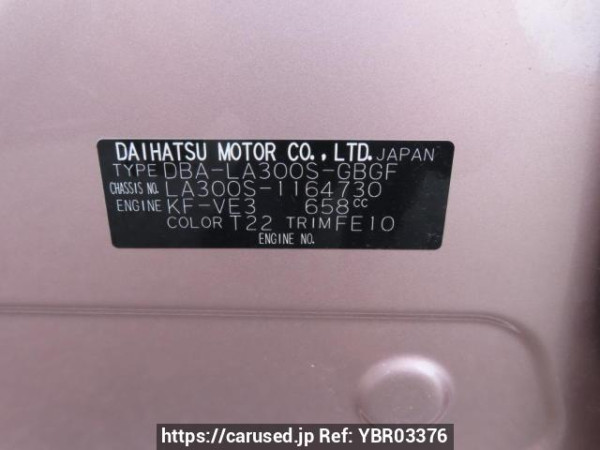 DAIHATSU MOTOR CO., LTD. JAPAN
TYPE DBA-LA300S-GBGF
CHASSIS NO. LA300S-1164730
ENGINE KF-VE3 658cc
COLOR T22 TRIM FE10
ENGINE NO.
https://carused.jp Ref: YBR03376